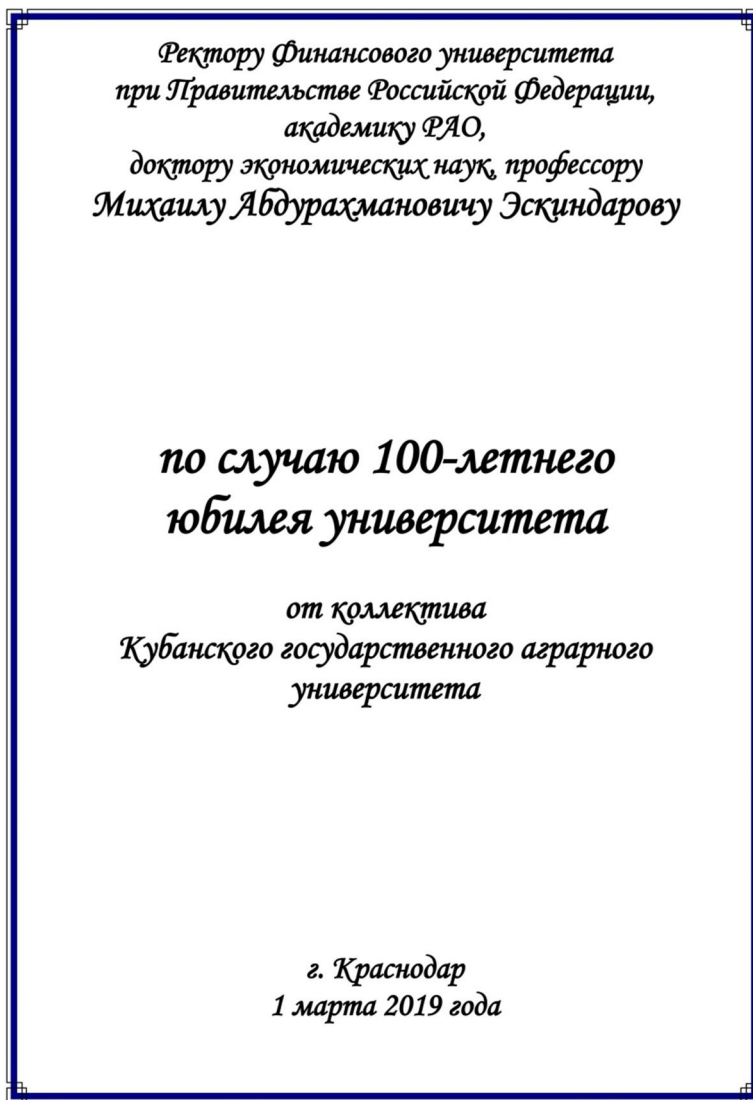 Ректору Финансового университета
при Правительстве Российской Федерации,
академику РАО,
доктору экономических наук, профессору
Михаилу Абдурахмановичу Эскиндарову
по случаю 100-летнего
юбилея университета
от коллектива
Кубанского государственного аграрного
университета
г. Краснодар
1 марта 2019 года